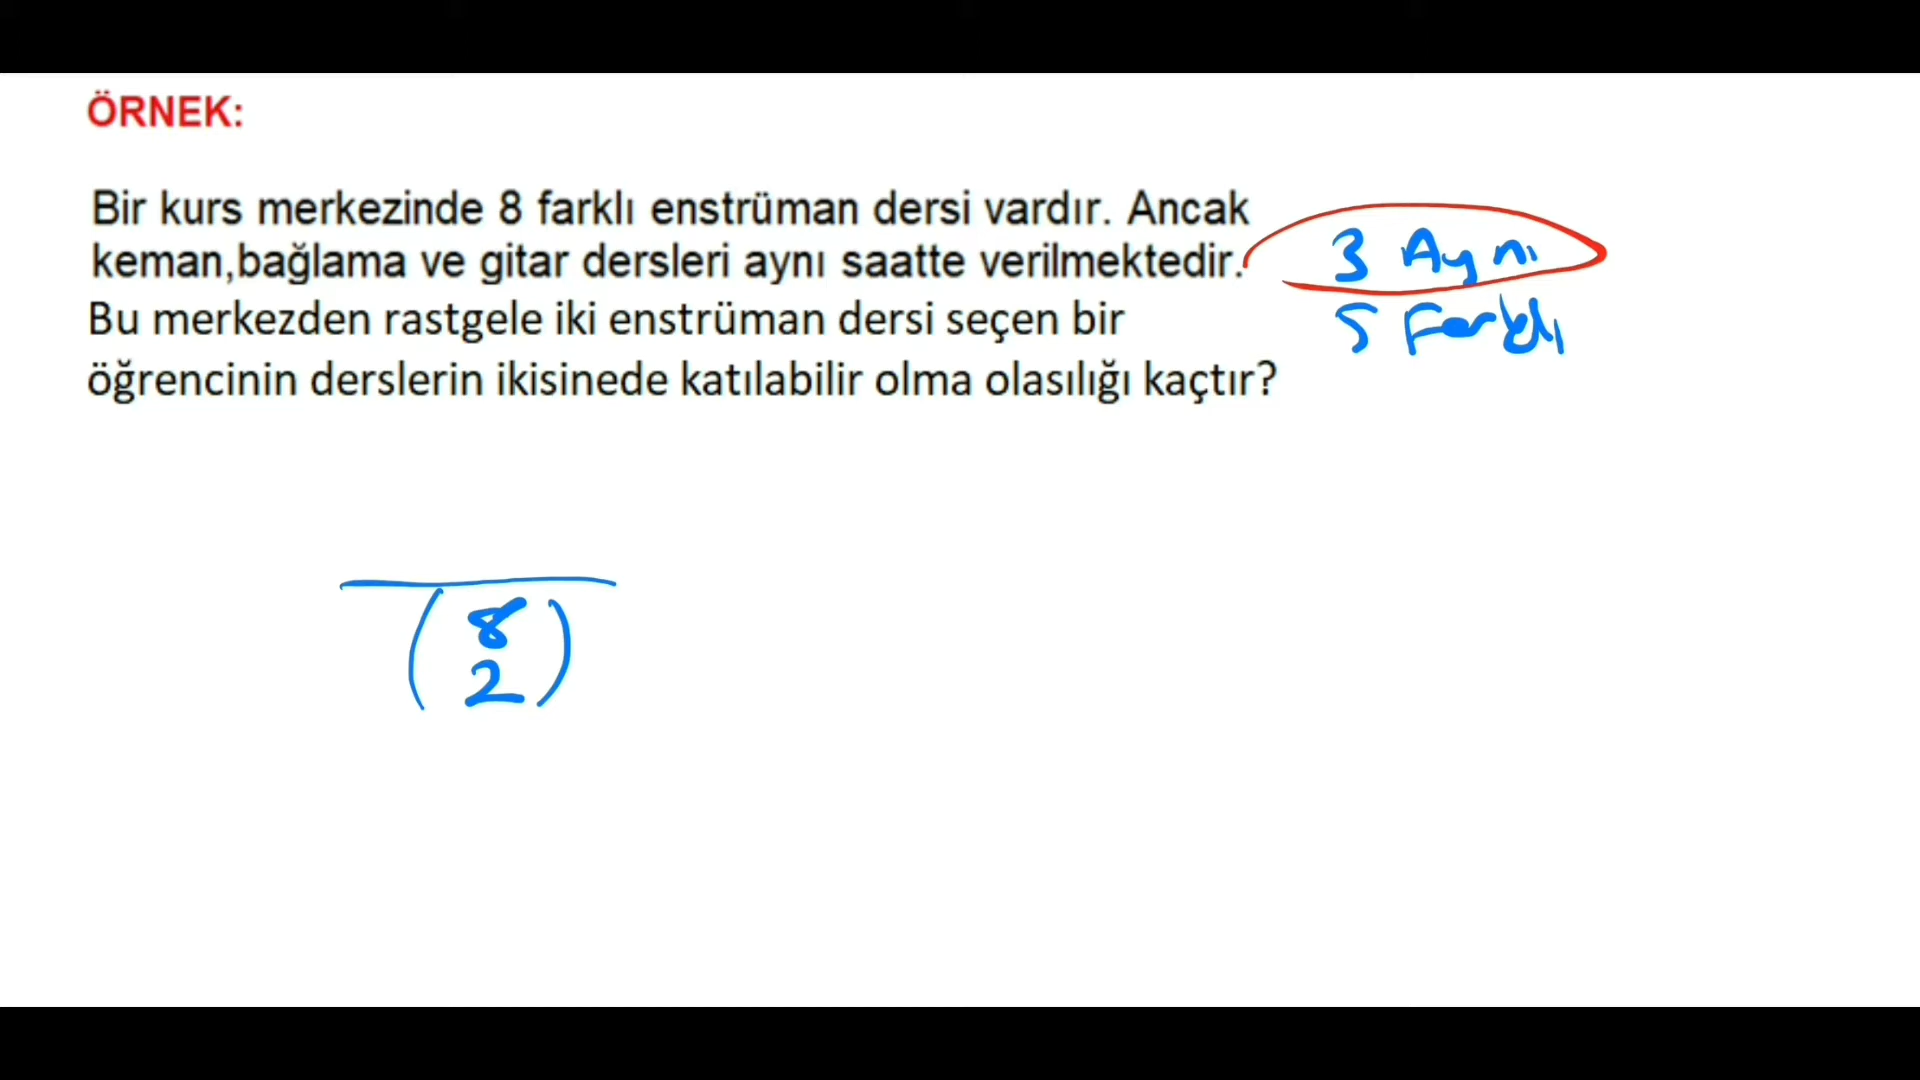 ÖRNEK:
Bir kurs merkezinde 8 farklı enstrüman dersi vardır. Ancak
keman,bağlama ve gitar dersleri aynı saatte verilmektedir.
Bu merkezden rastgele iki enstrüman dersi seçen bir
öğrencinin derslerin ikisinede katılabilir olma olasılığı kaçtır?
3 Aynı
5 Farklı
(8
2)